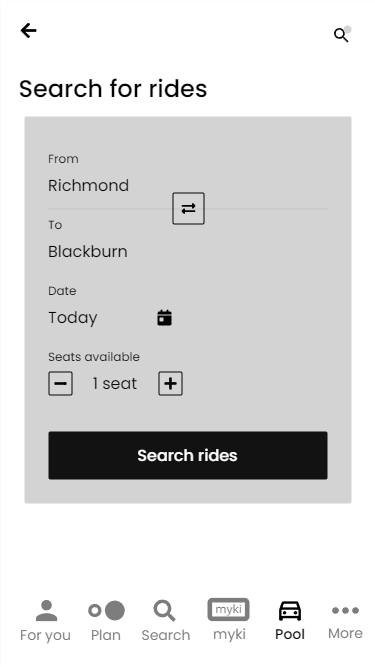 Search for rides
From
Richmond
To
Blackburn
Date
Today
Seats available
1 seat
Search rides
myki
For you Plan Search myki Pool More